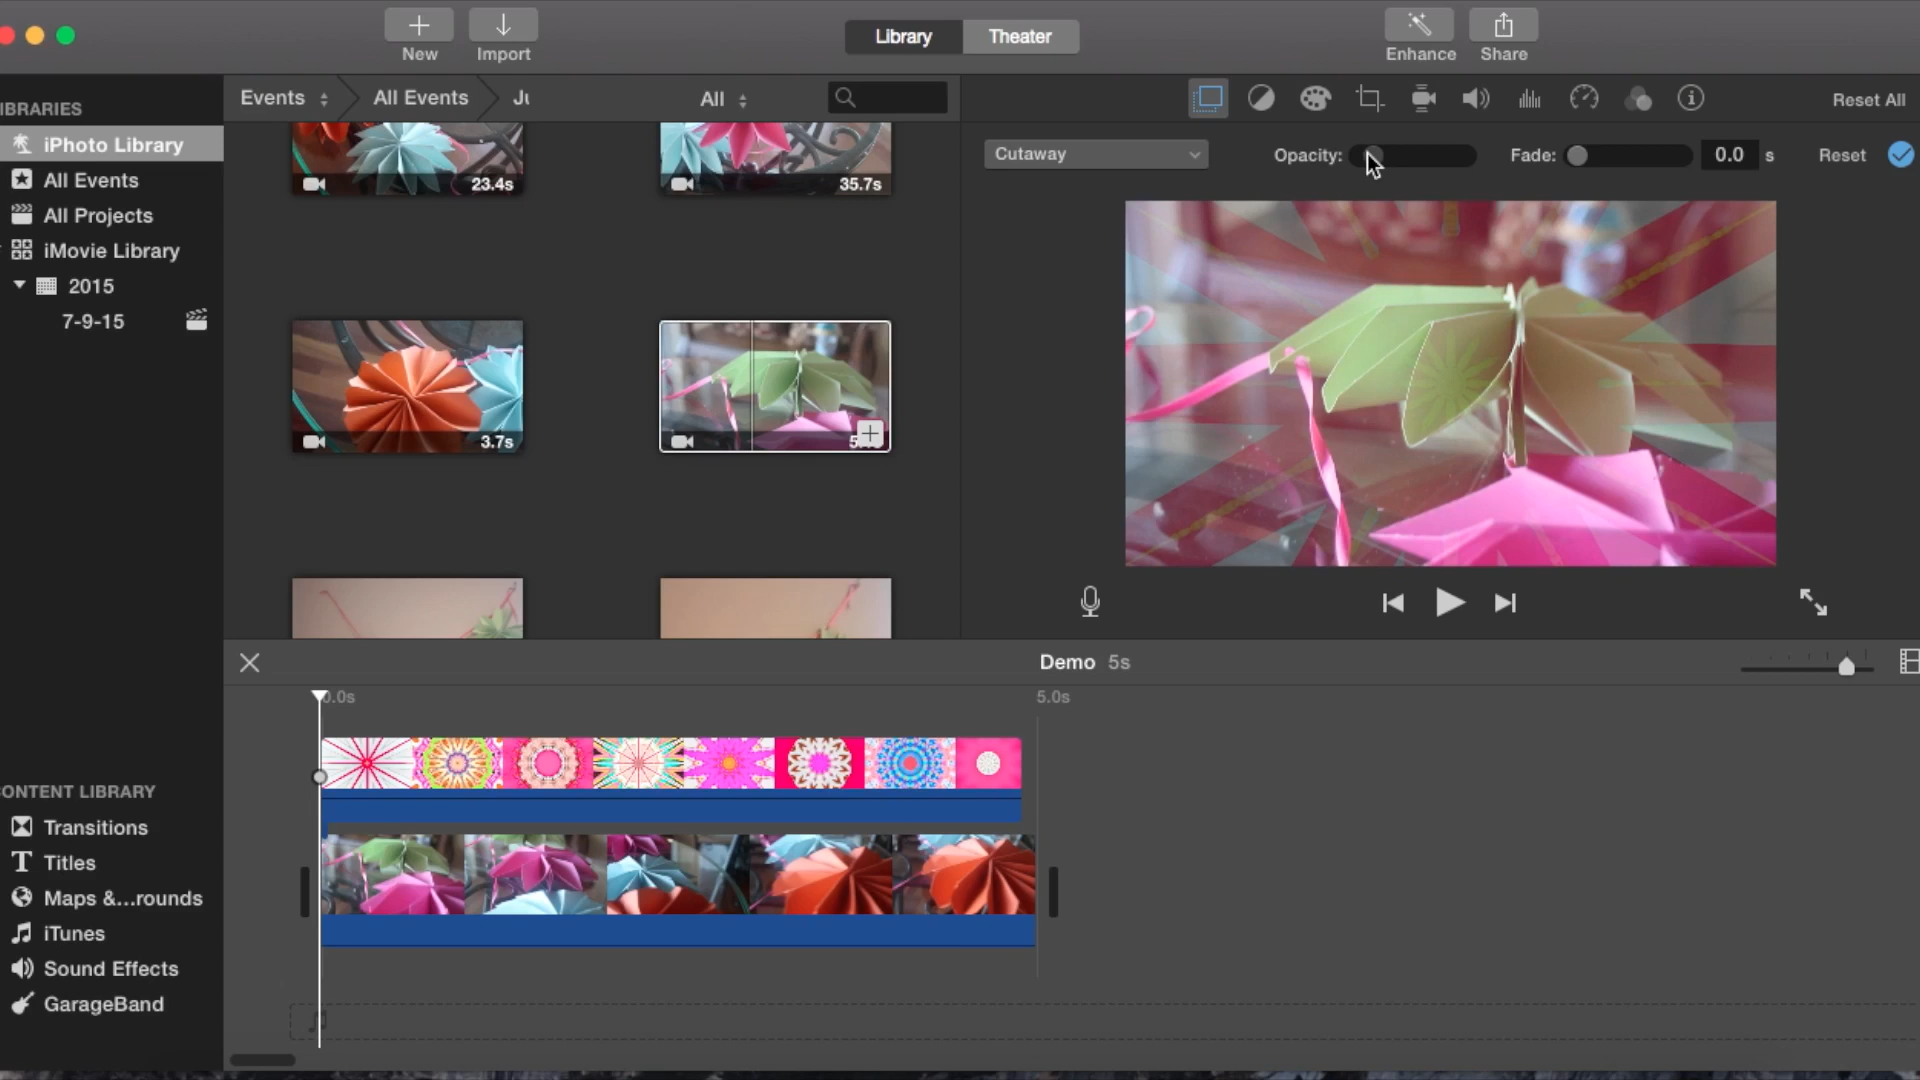 New
Import
Library
Theater
Enhance
Share
IBRARIES
Events
All Events
All
Reset All
iPhoto Library
Cutaway
Opacity:
Fade:
0.0
s
Reset
All Events
23.4s
35.7s
All Projects
iMovie Library
2015
7-9-15
3.7s
Demo 5s
0.0s
5.0s
ONTENT LIBRARY
Transitions
Titles
Maps &...rounds
iTunes
Sound Effects
GarageBand